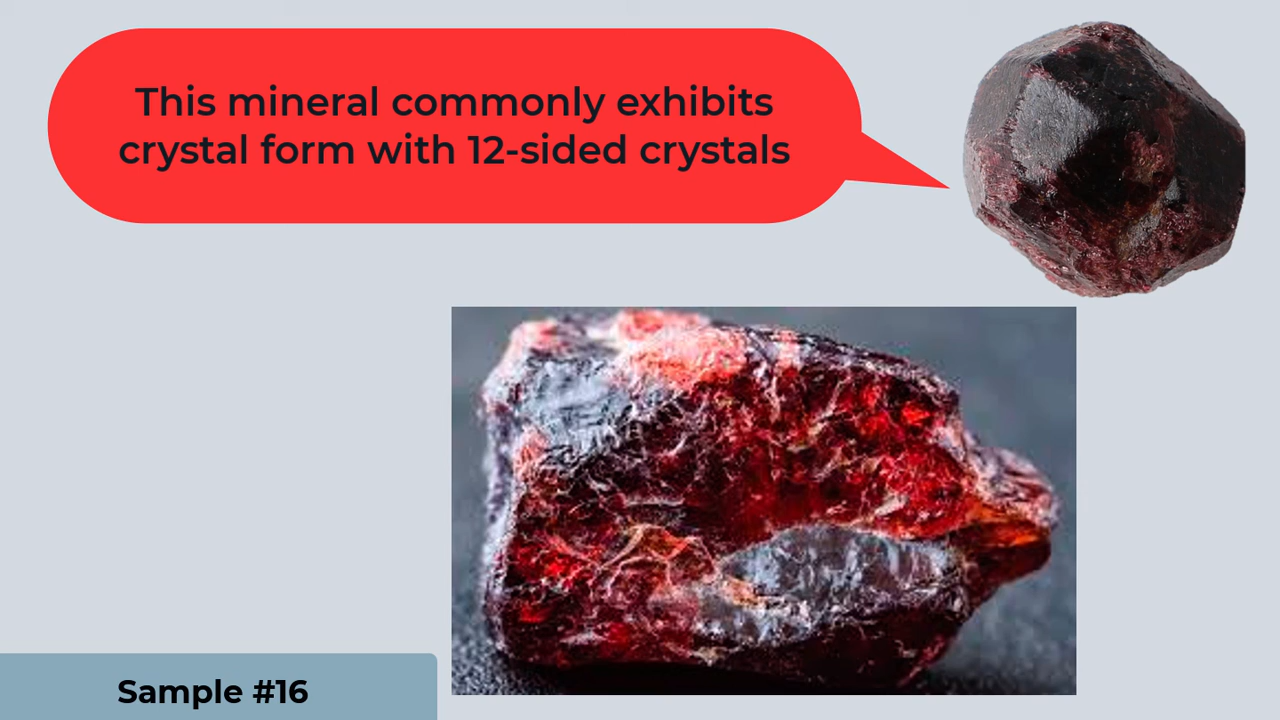 This mineral commonly exhibits
crystal form with 12-sided crystals
Sample #16